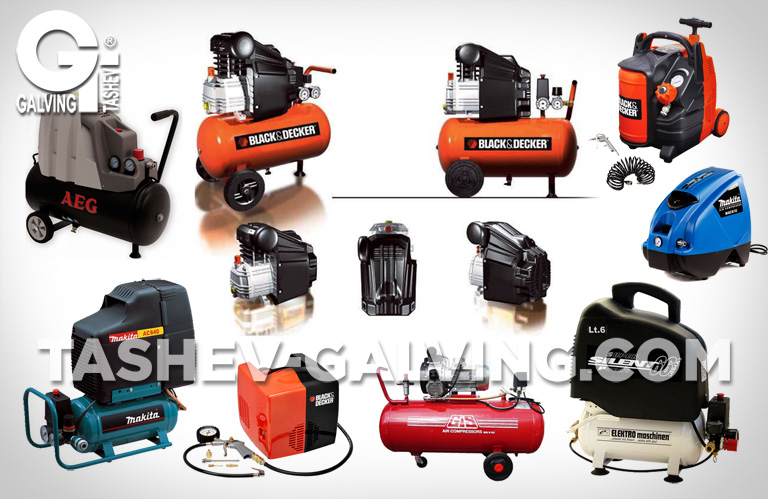 GALVING
TASHEV
®
BLACK&DECKER
BLACK&DECKER
BLACK&
DECKER
AEG
Makita
Lt.6
AC640
SILENT
TASHEV-GALVING.COM
Makita
BLACK&
DECKER
GIS
AIR COMPRESSORS
ELEKTRO maschinen